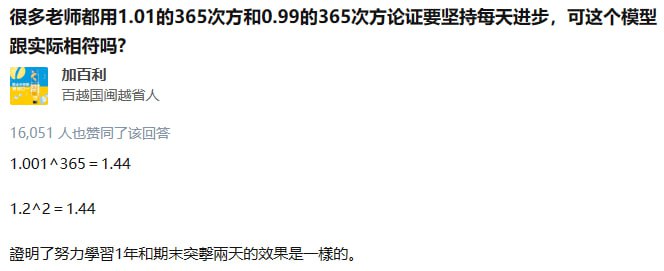 很多老师都用1.01的365次方和0.99的365次方论证要坚持每天进步，可这个模型
跟实际相符吗？
加百利
百越国闽越省人
16,051 人也赞同了该回答
1.001^365＝1.44
1.2^2＝1.44
證明了努力學習1年和期末突擊兩天的效果是一樣的。